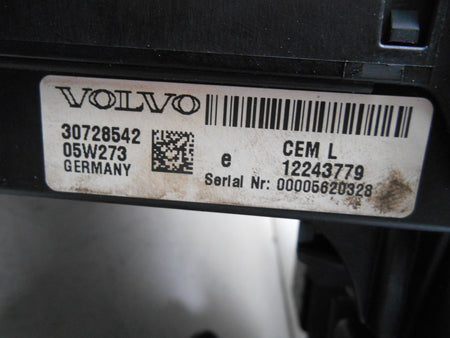 VOLVO
30728542
05W273
GERMANY
e
CEM L
12243779
Serial Nr: 00005620328